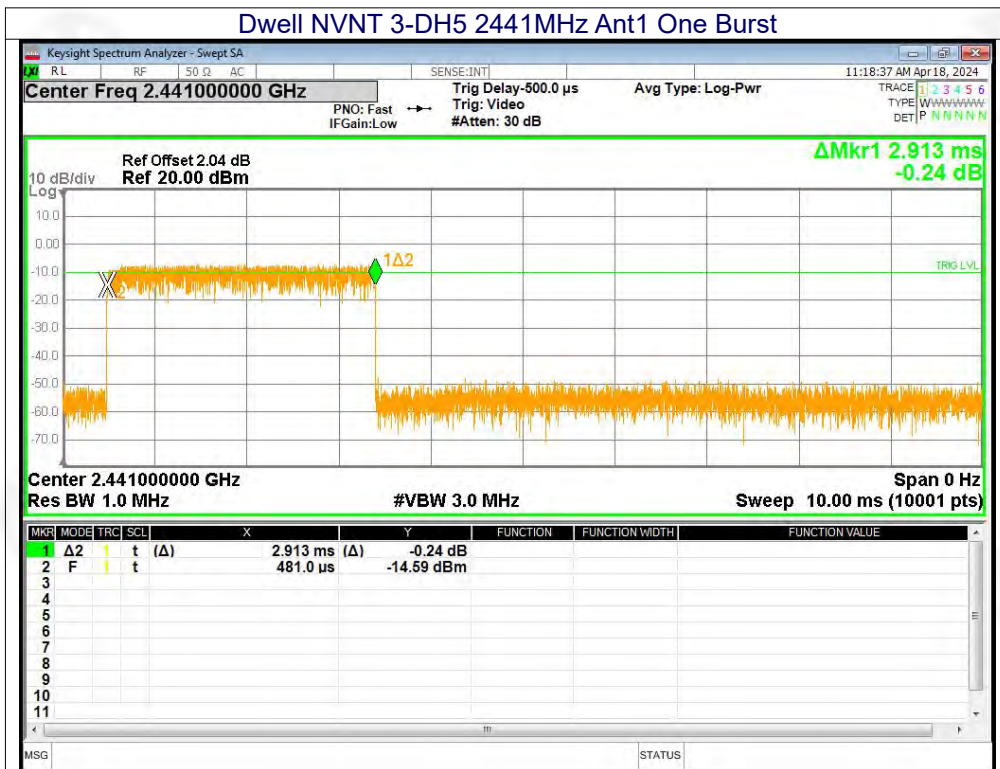 Dwell NVNT 3-DH5 2441MHz Ant1 One Burst
Keysight Spectrum Analyzer - Swept SA
LXI RL RF 50 Ω AC SENSE:INT 11:18:37 AM Apr 18, 2024
Center Freq 2.441000000 GHz Trig Delay-500.0 µs Avg Type: Log-Pwr TRACE 1 2 3 4 5 6
PNO: Fast Trig: Video TYPE WWWWWW
IFGain:Low #Atten: 30 dB DET P N N N N N
ΔMkr1 2.913 ms
-0.24 dB
Ref Offset 2.04 dB
10 dB/div Ref 20.00 dBm
Log
10.0
0.00
1Δ2
-10.0 TRIG LVL
2
-20.0
-30.0
-40.0
-50.0
-60.0
-70.0
Center 2.441000000 GHz Span 0 Hz
Res BW 1.0 MHz #VBW 3.0 MHz Sweep 10.00 ms (10001 pts)
MKR MODE TRC SCL X Y FUNCTION FUNCTION WIDTH FUNCTION VALUE
1 Δ2 1 t (Δ) 2.913 ms (Δ) -0.24 dB
2 F 1 t 481.0 µs -14.59 dBm
3
4
5
6
7
8
9
10
11
MSG STATUS